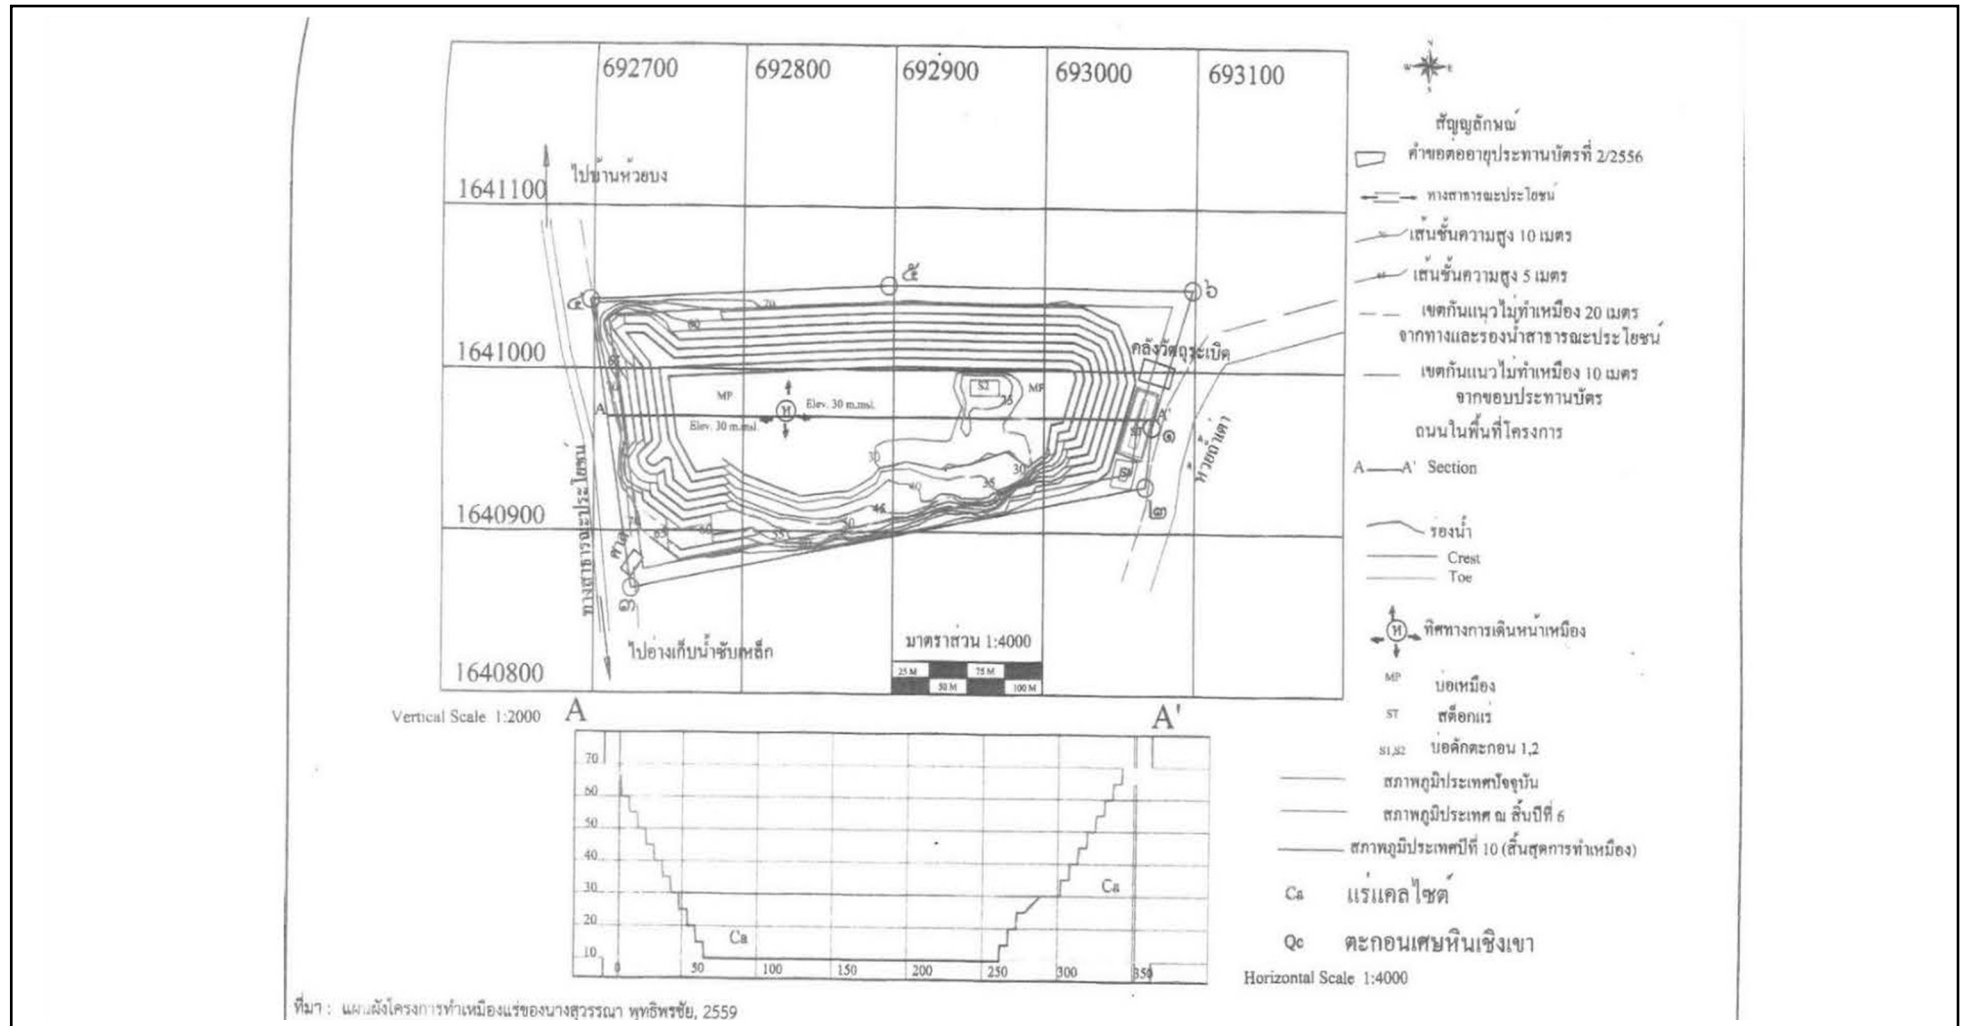 692700 692800 692900 693000 693100
ไปบ้านห้วยบง
1641100
๔
๕
๖
70
60
1641000
คลังวัตถุระเบิด
MP
S2
MP
25
Elev. 30 m.msl.
Elev. 30 m.msl.
A
A'
ST
๑
ห้วยถ้ำเต่า
30
30
35
40
45
50
S1
๒
1640900
65 60 55
ศาล
ทางสาธารณะประโยชน์
๓
ไปอ่างเก็บน้ำซับเหล็ก
มาตราส่วน 1:4000
25 M 75 M
50 M 100 M
1640800
N
W E
S
สัญญลักษณ์
คำขอต่ออายุประทานบัตรที่ 2/2556
ทางสาธารณะประโยชน์
เส้นชั้นความสูง 10 เมตร
เส้นชั้นความสูง 5 เมตร
เขตกันแนวไม่ทำเหมือง 20 เมตร
จากทางและร่องน้ำสาธารณะประโยชน์
เขตกันแนวไม่ทำเหมือง 10 เมตร
จากขอบประทานบัตร
ถนนในพื้นที่โครงการ
A A' Section
ร่องน้ำ
Crest
Toe
H ทิศทางการเดินหน้าเหมือง
MP บ่อเหมือง
ST สต็อกแร่
S1,S2 บ่อดักตะกอน 1,2
สภาพภูมิประเทศปัจจุบัน
สภาพภูมิประเทศ ณ สิ้นปีที่ 6
สภาพภูมิประเทศปีที่ 10 (สิ้นสุดการทำเหมือง)
Ca แร่แคลไซต์
Qc ตะกอนเศษหินเชิงเขา
Vertical Scale 1:2000
A A'
70
60
50
40
30
20
10
Ca
Ca
0 50 100 150 200 250 300 350
Horizontal Scale 1:4000
ที่มา : แผนผังโครงการทำเหมืองแร่ของนางสุวรรณา พุทธิพรชัย, 2559